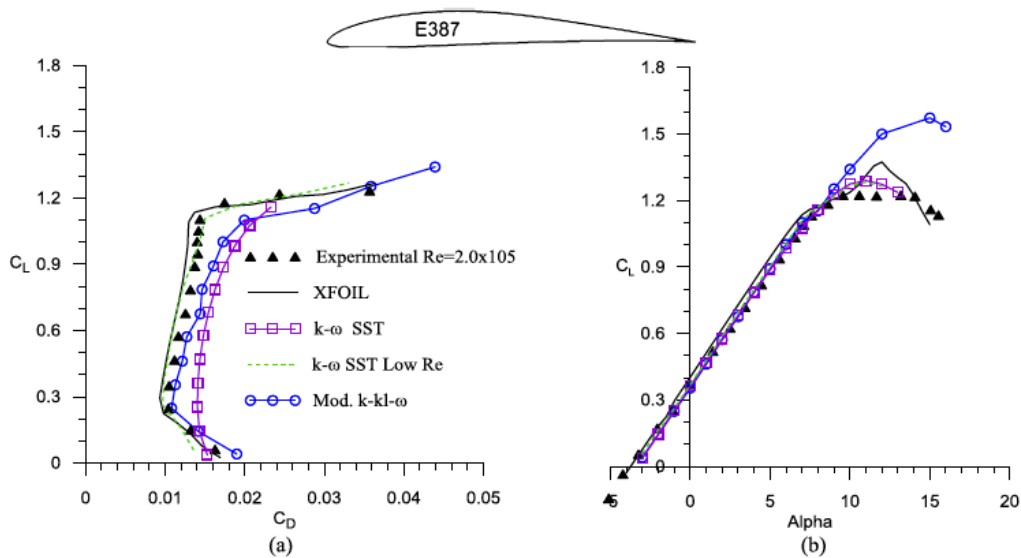 E387
1.8
1.5
1.2
0.9
0.6
0.3
0
C_L
0
0.01
0.02
0.03
0.04
0.05
C_D
(a)
Experimental Re=2.0x105
XFOIL
k-ω SST
k-ω SST Low Re
Mod. k-kl-ω
1.8
1.5
1.2
0.9
0.6
0.3
0
C_L
-5
0
5
10
15
20
Alpha
(b)